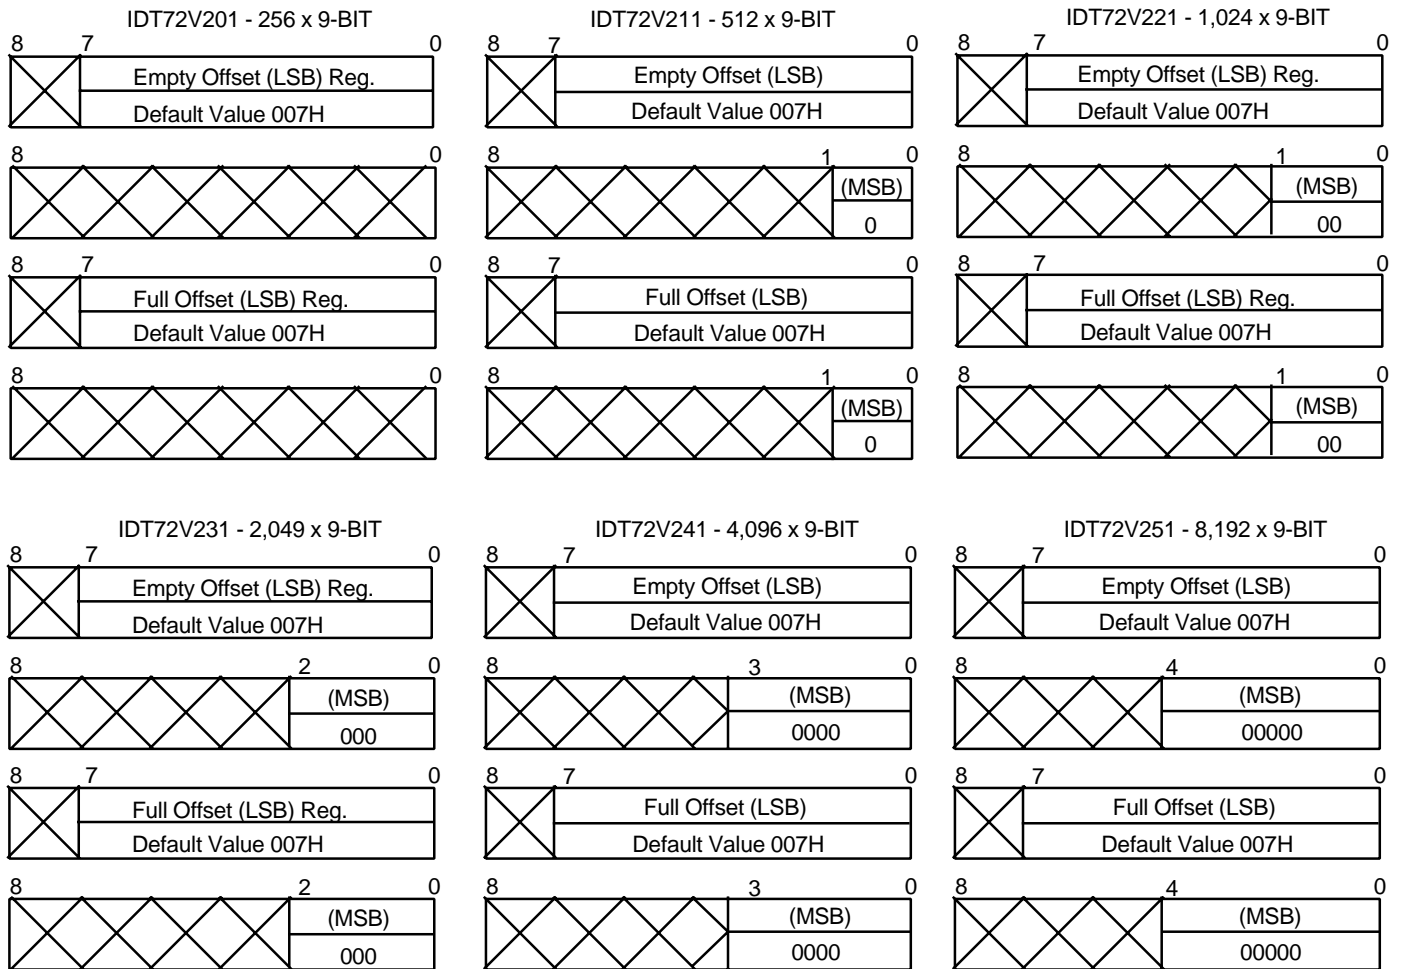 IDT72V201 - 256 x 9-BIT
8 7 0
Empty Offset (LSB) Reg.
Default Value 007H
8 0
8 7 0
Full Offset (LSB) Reg.
Default Value 007H
8 0
IDT72V211 - 512 x 9-BIT
8 7 0
Empty Offset (LSB)
Default Value 007H
8 1 0
(MSB)
0
8 7 0
Full Offset (LSB)
Default Value 007H
8 1 0
(MSB)
0
IDT72V221 - 1,024 x 9-BIT
8 7 0
Empty Offset (LSB) Reg.
Default Value 007H
8 1 0
(MSB)
00
8 7 0
Full Offset (LSB) Reg.
Default Value 007H
8 1 0
(MSB)
00
IDT72V231 - 2,049 x 9-BIT
8 7 0
Empty Offset (LSB) Reg.
Default Value 007H
8 2 0
(MSB)
000
8 7 0
Full Offset (LSB) Reg.
Default Value 007H
8 2 0
(MSB)
000
IDT72V241 - 4,096 x 9-BIT
8 7 0
Empty Offset (LSB)
Default Value 007H
8 3 0
(MSB)
0000
8 7 0
Full Offset (LSB)
Default Value 007H
8 3 0
(MSB)
0000
IDT72V251 - 8,192 x 9-BIT
8 7 0
Empty Offset (LSB)
Default Value 007H
8 4 0
(MSB)
00000
8 7 0
Full Offset (LSB)
Default Value 007H
8 4 0
(MSB)
00000